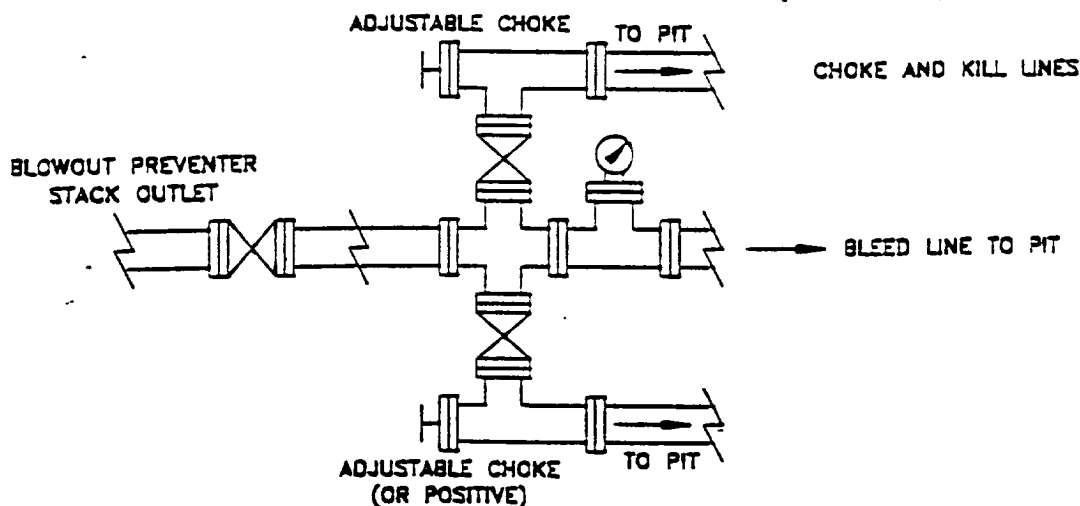 ADJUSTABLE CHOKE
TO PIT
CHOKE AND KILL LINES
BLOWOUT PREVENTER
STACK OUTLET
BLEED LINE TO PIT
TO PIT
ADJUSTABLE CHOKE
(OR POSITIVE)